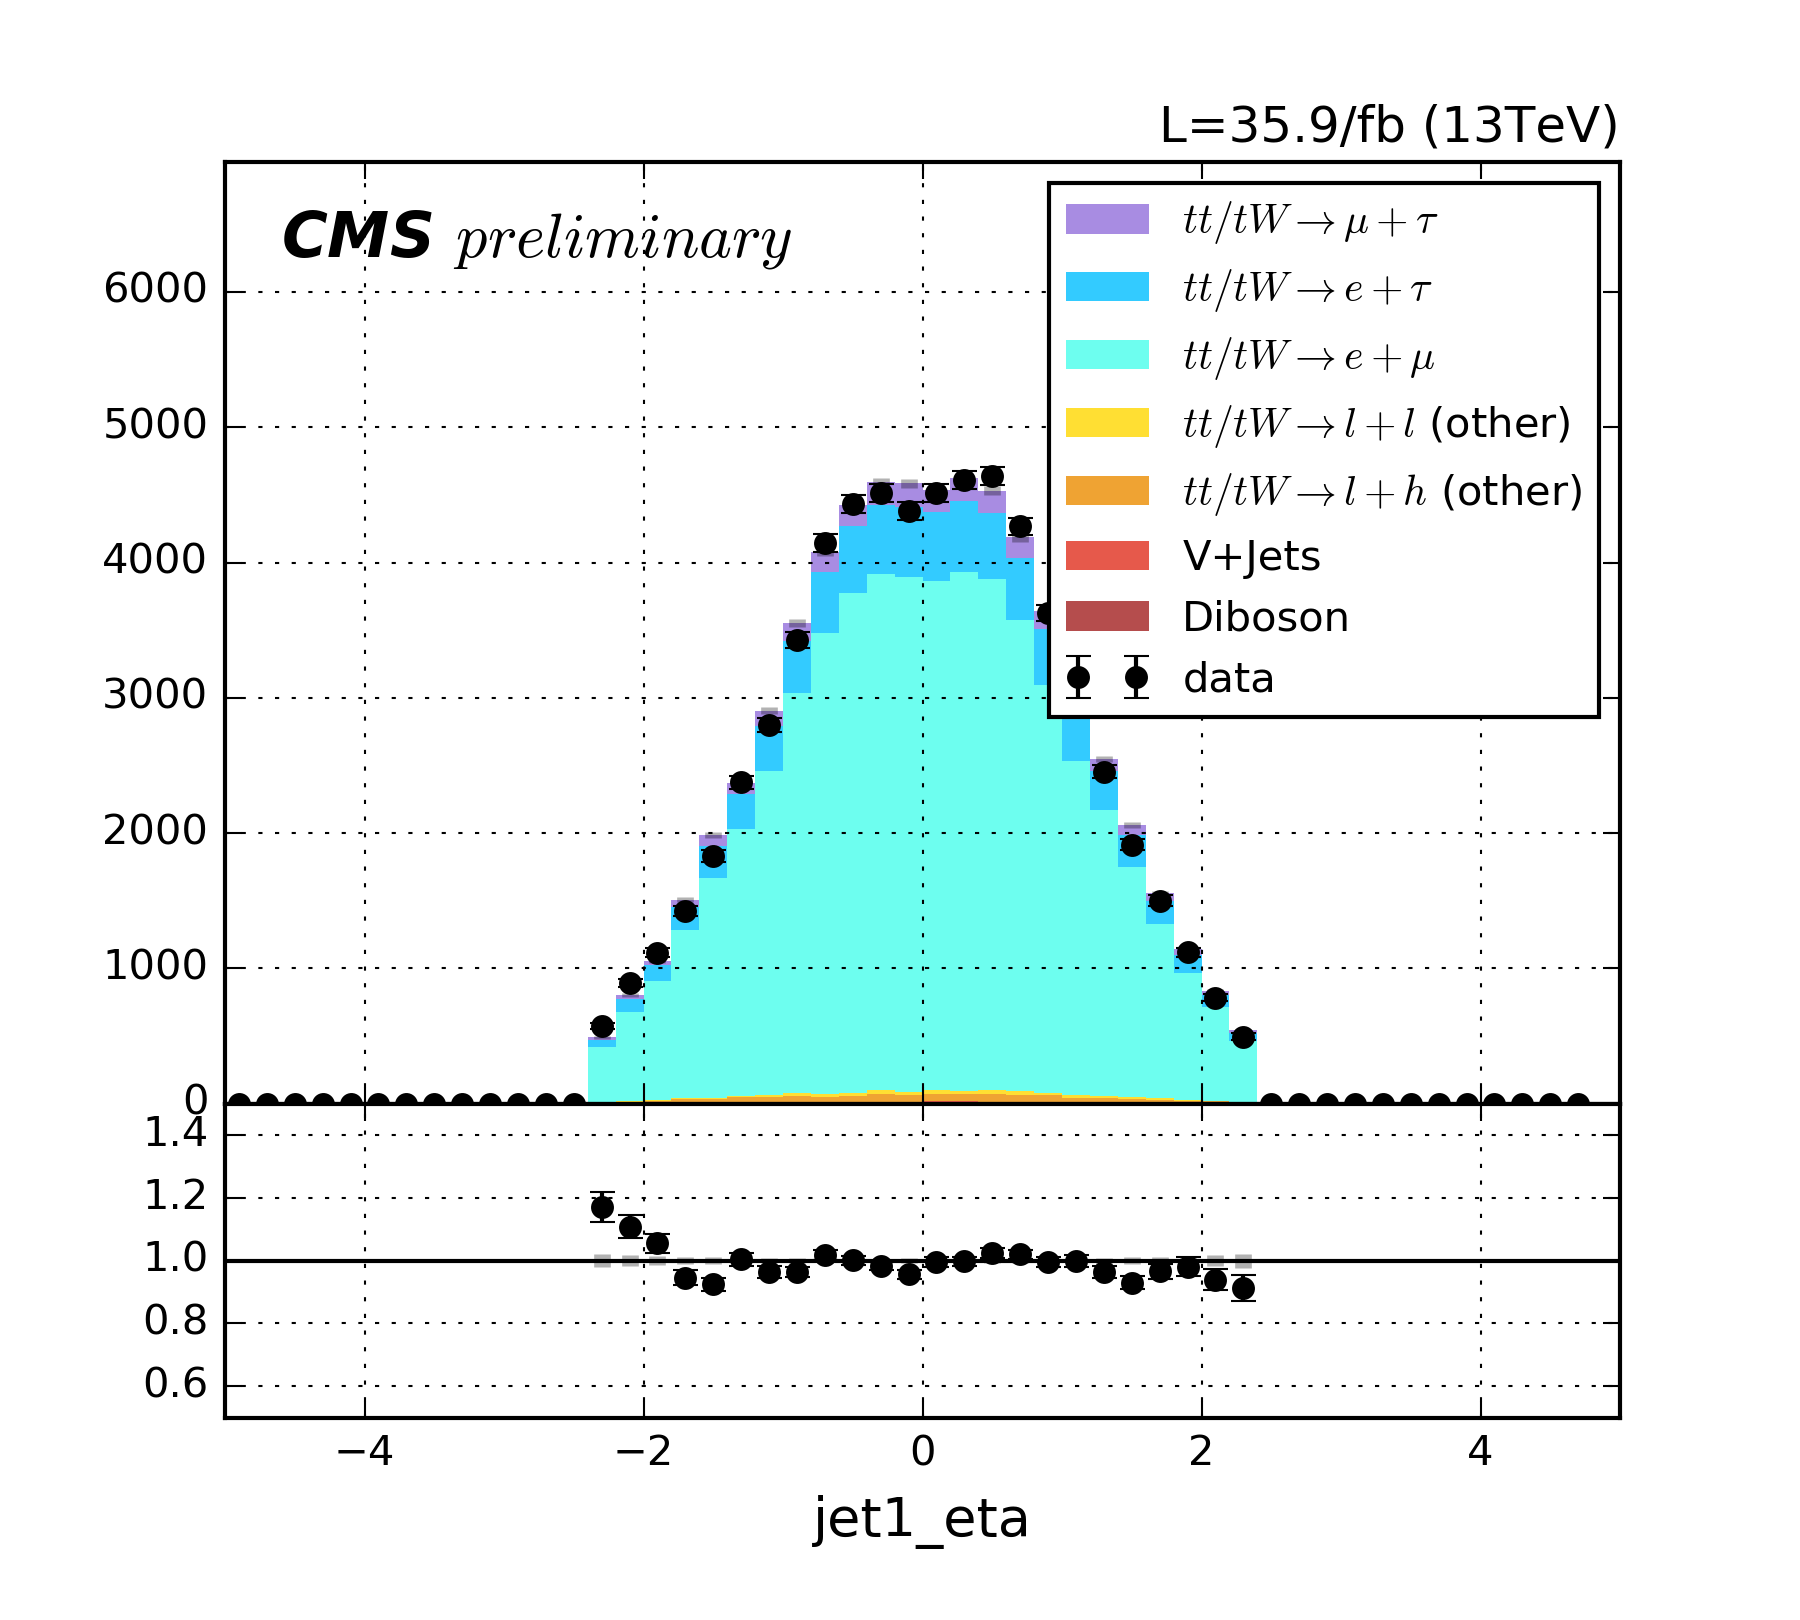 L=35.9/fb (13TeV)
CMS preliminary
tt/tW→μ+τ
tt/tW→e+τ
tt/tW→e+μ
tt/tW→l+l (other)
tt/tW→l+h (other)
V+Jets
Diboson
data
6000
5000
4000
3000
2000
1000
0
1.4
1.2
1.0
0.8
0.6
−4 −2 0 2 4
jet1_eta